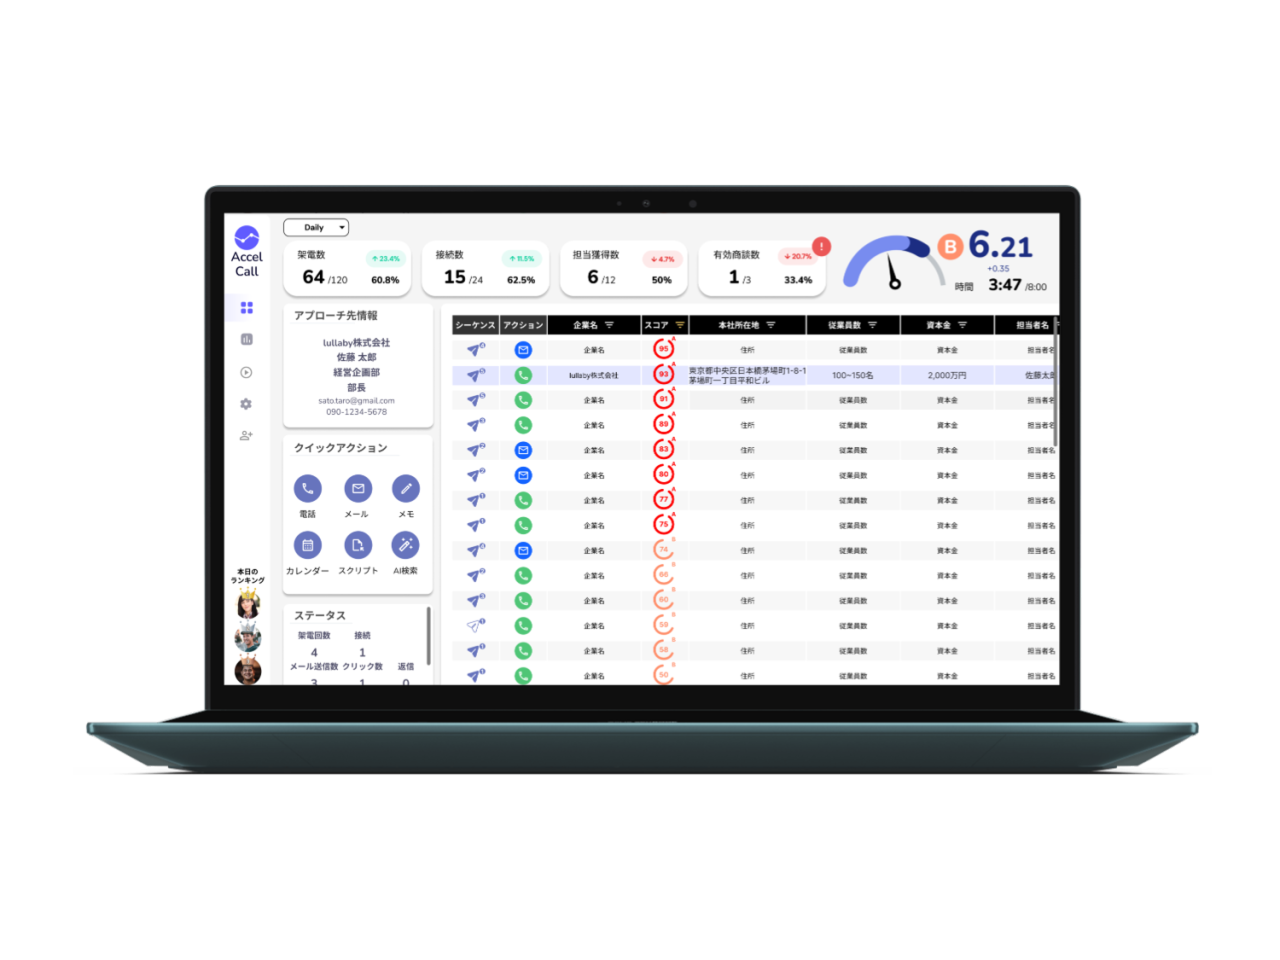 Accel
Call
Daily
架電数
↑ 23.4%
64 /120
60.8%
接続数
↑ 11.5%
15 /24
62.5%
担当獲得数
↓ 4.7%
6 /12
50%
有効商談数
↓ 20.7%
!
1 /3
33.4%
B 6.21
+0.35
時間 3:47 /8:00
アプローチ先情報
lullaby株式会社
佐藤 太郎
経営企画部
部長
sato.taro@gmail.com
090-1234-5678
クイックアクション
電話 メール メモ
カレンダー スクリプト AI検索
ステータス
架電回数 接続
4 1
メール送信数 クリック数 返信
3 1 0
本日の
ランキング
シーケンス アクション 企業名 スコア 本社所在地 従業員数 資本金 担当者名
企業名 95 A 住所 従業員数 資本金 担当者名
lullaby株式会社 93 A 東京都中央区日本橋茅場町1-8-1
茅場町一丁目平和ビル 100~150名 2,000万円 佐藤太郎
企業名 91 A 住所 従業員数 資本金 担当者名
企業名 89 A 住所 従業員数 資本金 担当者名
企業名 83 A 住所 従業員数 資本金 担当者名
企業名 80 A 住所 従業員数 資本金 担当者名
企業名 77 A 住所 従業員数 資本金 担当者名
企業名 75 A 住所 従業員数 資本金 担当者名
企業名 74 B 住所 従業員数 資本金 担当者名
企業名 66 B 住所 従業員数 資本金 担当者名
企業名 60 B 住所 従業員数 資本金 担当者名
企業名 59 B 住所 従業員数 資本金 担当者名
企業名 58 B 住所 従業員数 資本金 担当者名
企業名 56 B 住所 従業員数 資本金 担当者名